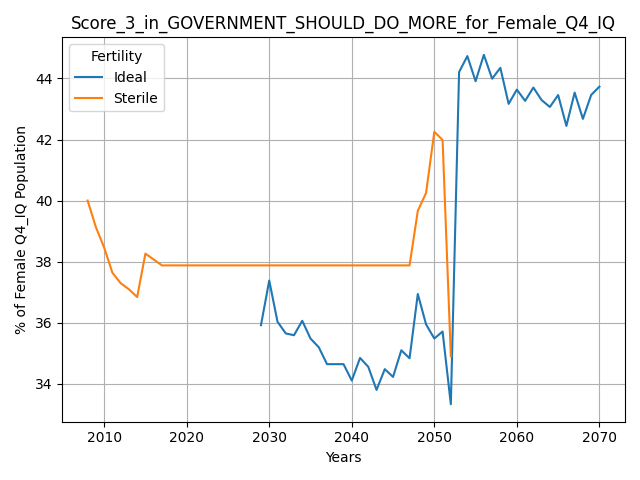 Score_3_in_GOVERNMENT_SHOULD_DO_MORE_for_Female_Q4_IQ
Fertility
Ideal
Sterile
% of Female Q4_IQ Population
44
42
40
38
36
34
2010 2020 2030 2040 2050 2060 2070
Years